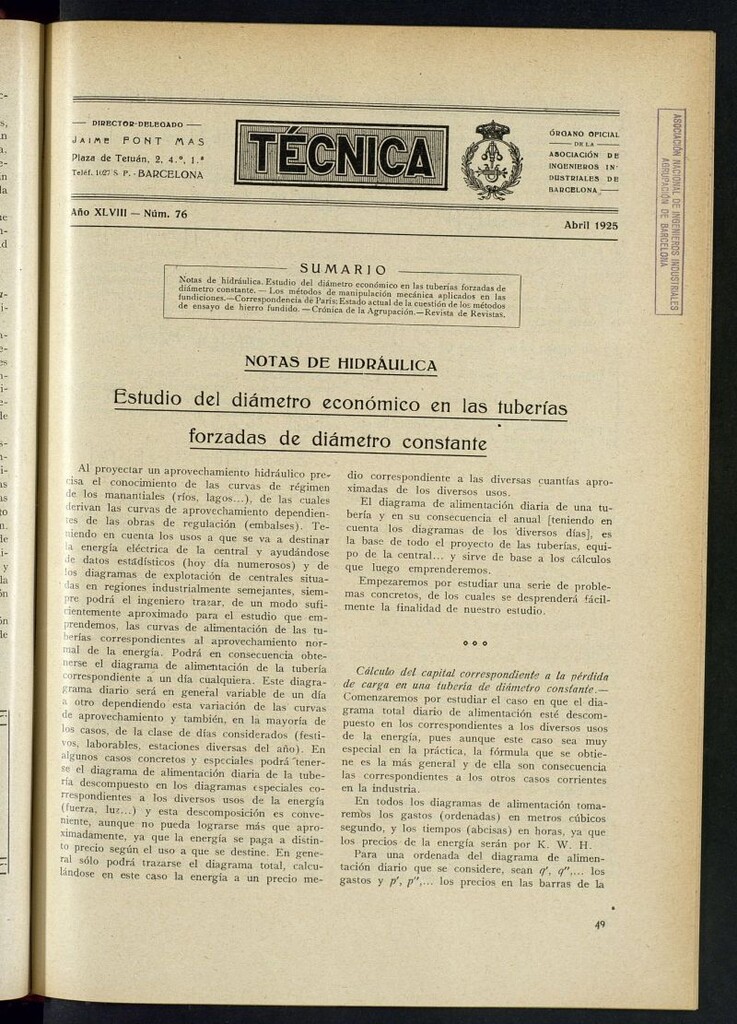 DIRECTOR-DELEGADO
JAIME FONT MAS
Plaza de Tetuán, 2, 4.º, 1.ª
Teléf. 1027 S. P. - BARCELONA
TÉCNICA
ÓRGANO OFICIAL
DE LA
ASOCIACIÓN DE
INGENIEROS IN-
DUSTRIALES DE
BARCELONA
ASOCIACIÓN NACIONAL DE INGENIEROS INDUSTRIALES
AGRUPACIÓN DE BARCELONA
Año XLVIII — Núm. 76
Abril 1925
SUMARIO
Notas de hidráulica. Estudio del diámetro económico en las tuberías forzadas de
diámetro constante. — Los métodos de manipulación mecánica aplicados en las
fundiciones.—Correspondencia de París: Estado actual de la cuestión de los métodos
de ensayo de hierro fundido. — Crónica de la Agrupación.—Revista de Revistas.
NOTAS DE HIDRÁULICA
Estudio del diámetro económico en las tuberías
forzadas de diámetro constante
Al proyectar un aprovechamiento hidráulico pre-
cisa el conocimiento de las curvas de régimen
de los manantiales (ríos, lagos...), de las cuales
derivan las curvas de aprovechamiento dependien-
tes de las obras de regulación (embalses). Te-
niendo en cuenta los usos a que se va a destinar
la energía eléctrica de la central y ayudándose
de datos estádísticos (hoy día numerosos) y de
los diagramas de explotación de centrales situa-
das en regiones industrialmente semejantes, siem-
pre podrá el ingeniero trazar, de un modo sufi-
cientemente aproximado para el estudio que em-
prendemos, las curvas de alimentación de las tu-
berías correspondientes al aprovechamiento nor-
mal de la energía. Podrá en consecuencia obte-
nerse el diagrama de alimentación de la tubería
correspondiente a un día cualquiera. Este diagra-
grama diario será en general variable de un día
a otro dependiendo esta variación de las curvas
de aprovechamiento y también, en la mayoría de
los casos, de la clase de días considerados (festi-
vos, laborables, estaciones diversas del año). En
algunos casos concretos y especiales podrá tener-
se el diagrama de alimentación diaria de la tube-
ría descompuesto en los diagramas especiales co-
rrespondientes a los diversos usos de la energía
(fuerza, luz...) y esta descomposición es conve-
niente, aunque no pueda lograrse más que apro-
ximadamente, ya que la energía se paga a distin-
to precio según el uso a que se destine. En gene-
ral sólo podrá trazarse el diagrama total, calcu-
lándose en este caso la energía a un precio me-
dio correspondiente a las diversas cuantías apro-
ximadas de los diversos usos.
El diagrama de alimentación diaria de una tu-
bería y en su consecuencia el anual [teniendo en
cuenta los diagramas de los diversos días], es
la base de todo el proyecto de las tuberías, equi-
po de la central... y sirve de base a los cálculos
que luego emprenderemos.
Empezaremos por estudiar una serie de proble-
mas concretos, de los cuales se desprenderá fácil-
mente la finalidad de nuestro estudio.
Cálculo del capital correspondiente a la pérdida
de carga en una tubería de diámetro constante.—
Comenzaremos por estudiar el caso en que el dia-
grama total diario de alimentación esté descom-
puesto en los correspondientes a los diversos usos
de la energía, pues aunque este caso sea muy
especial en la práctica, la fórmula que se obtie-
ne es la más general y de ella son consecuencia
las correspondientes a los otros casos corrientes
en la industria.
En todos los diagramas de alimentación toma-
remos los gastos (ordenadas) en metros cúbicos
segundo, y los tiempos (abcisas) en horas, ya que
los precios de la energía serán por K. W. H.
Para una ordenada del diagrama de alimen-
tación diario que se considere, sean q', q'',... los
gastos y p', p'',... los precios en las barras de la
49